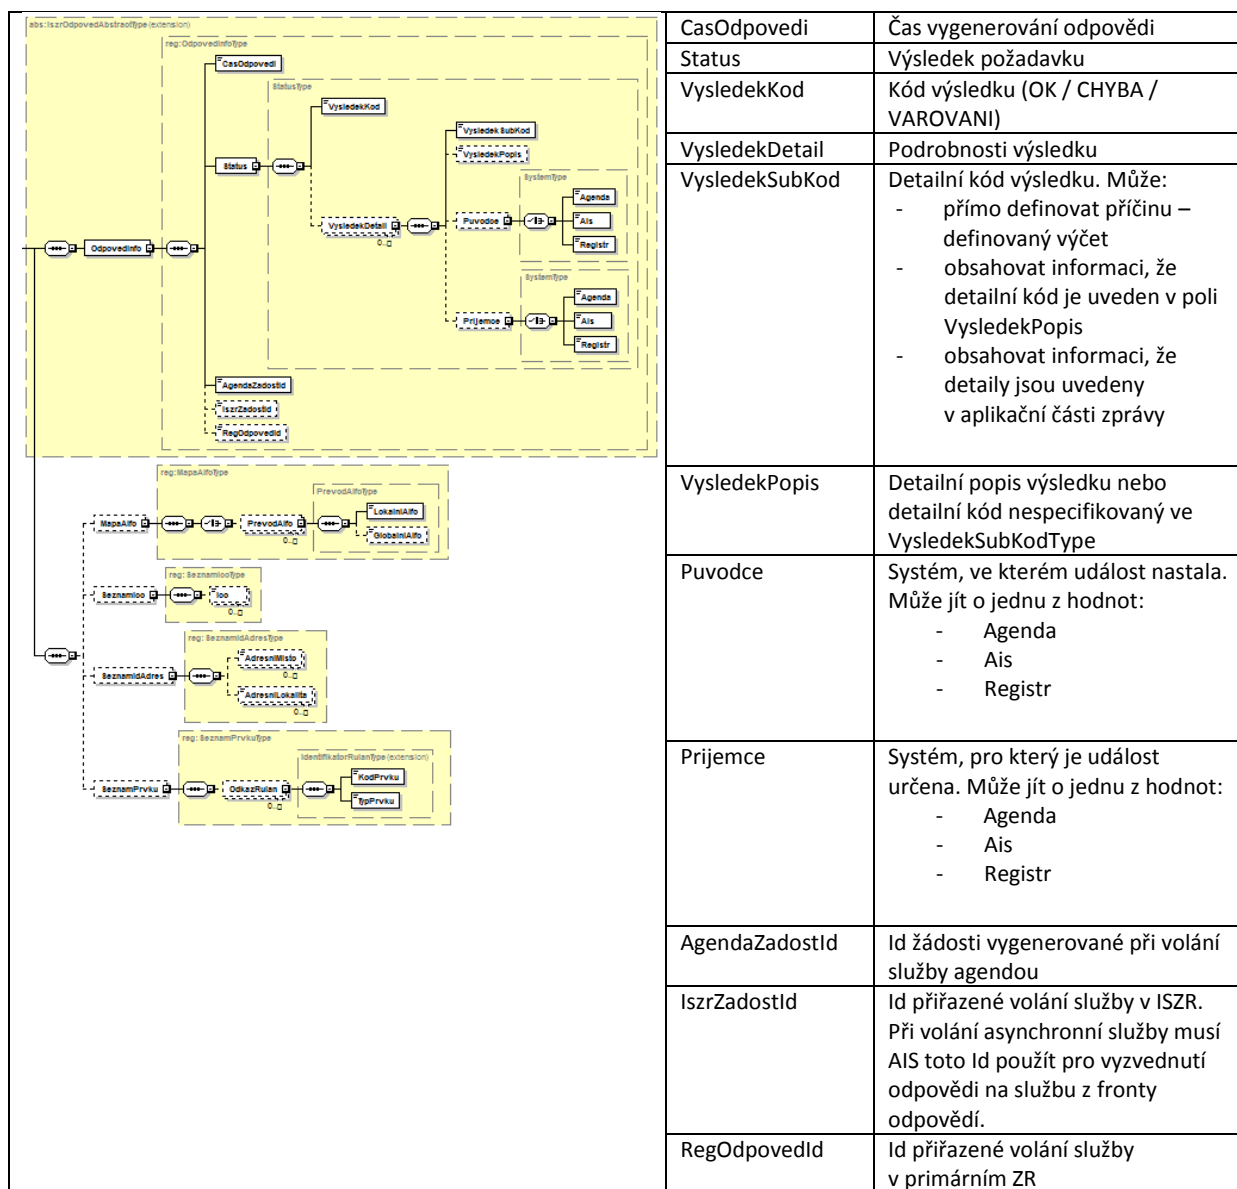 abs:IszrOdpovedAbstractType (extension)
reg:OdpovedInfoType
CasOdpovedi
StatusType
VysledekKod
VysledekSubKod
VysledekPopis
SystemType
Agenda
Ais
Registr
Puvodce
Status
VysledekDetail
0..
OdpovedInfo
SystemType
Agenda
Ais
Registr
Prijemce
AgendaZadostId
IszrZadostId
RegOdpovedId
reg:MapaAifoType
PrevodAifoType
LokalniAifo
MapaAifo
PrevodAifo
GlobalniAifo
0..
reg: SeznamIcoType
SeznamIco
Ico
0..
reg: SeznamIdAdresType
AdresniMisto
0..
SeznamIdAdres
AdresniLokalita
0..
reg: SeznamPrvkuType
IdentifikatorRuianType (extension)
KodPrvku
SeznamPrvku
OdkazRuian
TypPrvku
0..
CasOdpovedi Čas vygenerování odpovědi
Status Výsledek požadavku
VysledekKod Kód výsledku (OK / CHYBA /
VAROVANI)
VysledekDetail Podrobnosti výsledku
VysledekSubKod Detailní kód výsledku. Může:
- přímo definovat příčinu –
definovaný výčet
- obsahovat informaci, že
detailní kód je uveden v poli
VysledekPopis
- obsahovat informaci, že
detaily jsou uvedeny
v aplikační části zprávy
VysledekPopis Detailní popis výsledku nebo
detailní kód nespecifikovaný ve
VysledekSubKodType
Puvodce Systém, ve kterém událost nastala.
Může jít o jednu z hodnot:
- Agenda
- Ais
- Registr
Prijemce Systém, pro který je událost
určena. Může jít o jednu z hodnot:
- Agenda
- Ais
- Registr
AgendaZadostId Id žádosti vygenerované při volání
služby agendou
IszrZadostId Id přiřazené volání služby v ISZR.
Při volání asynchronní služby musí
AIS toto Id použít pro vyzvednutí
odpovědi na službu z fronty
odpovědí.
RegOdpovedId Id přiřazené volání služby
v primárním ZR